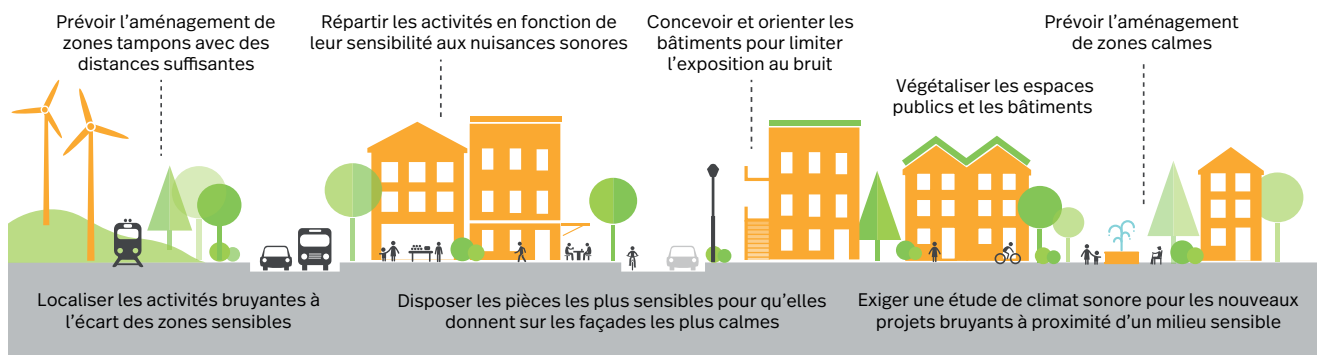 Prévoir l’aménagement de
zones tampons avec des
distances suffisantes
Répartir les activités en fonction de
leur sensibilité aux nuisances sonores
Concevoir et orienter les
bâtiments pour limiter
l’exposition au bruit
Végétaliser les espaces
publics et les bâtiments
Prévoir l’aménagement
de zones calmes
Localiser les activités bruyantes à
l’écart des zones sensibles
Disposer les pièces les plus sensibles pour qu’elles
donnent sur les façades les plus calmes
Exiger une étude de climat sonore pour les nouveaux
projets bruyants à proximité d’un milieu sensible